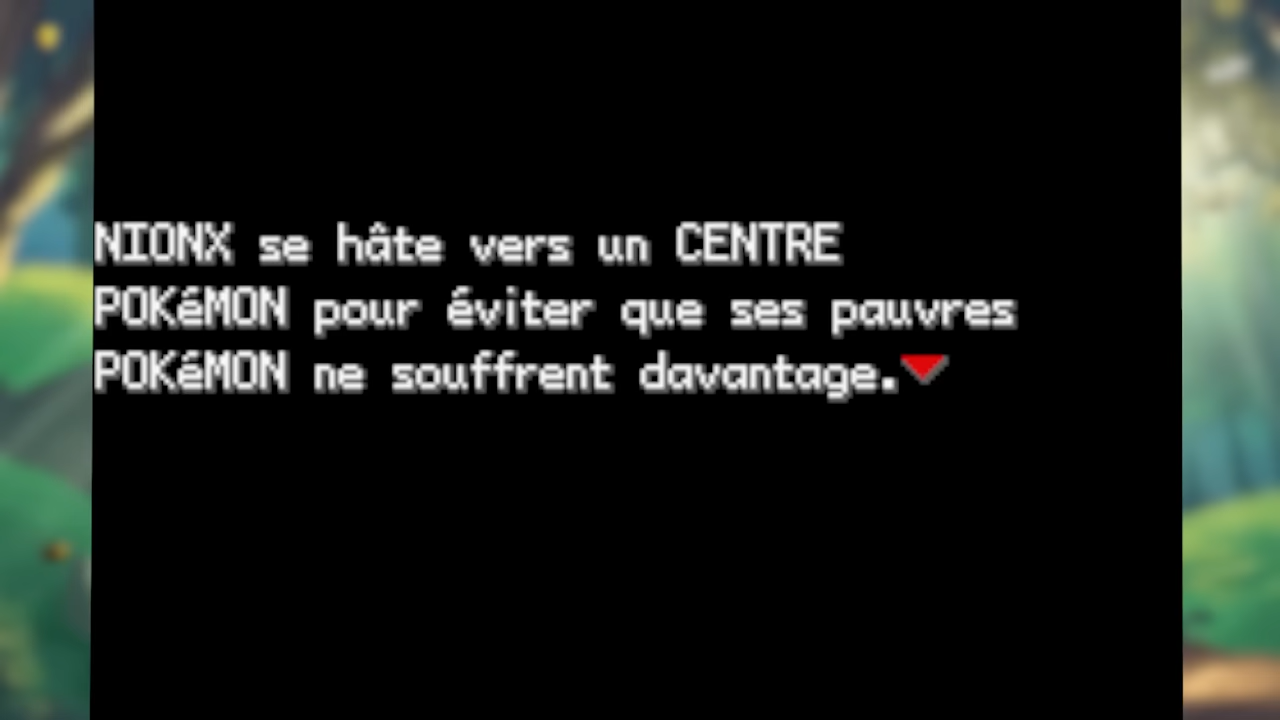 NIONX se hâte vers un CENTRE
POKéMON pour éviter que ses pauvres
POKéMON ne souffrent davantage.